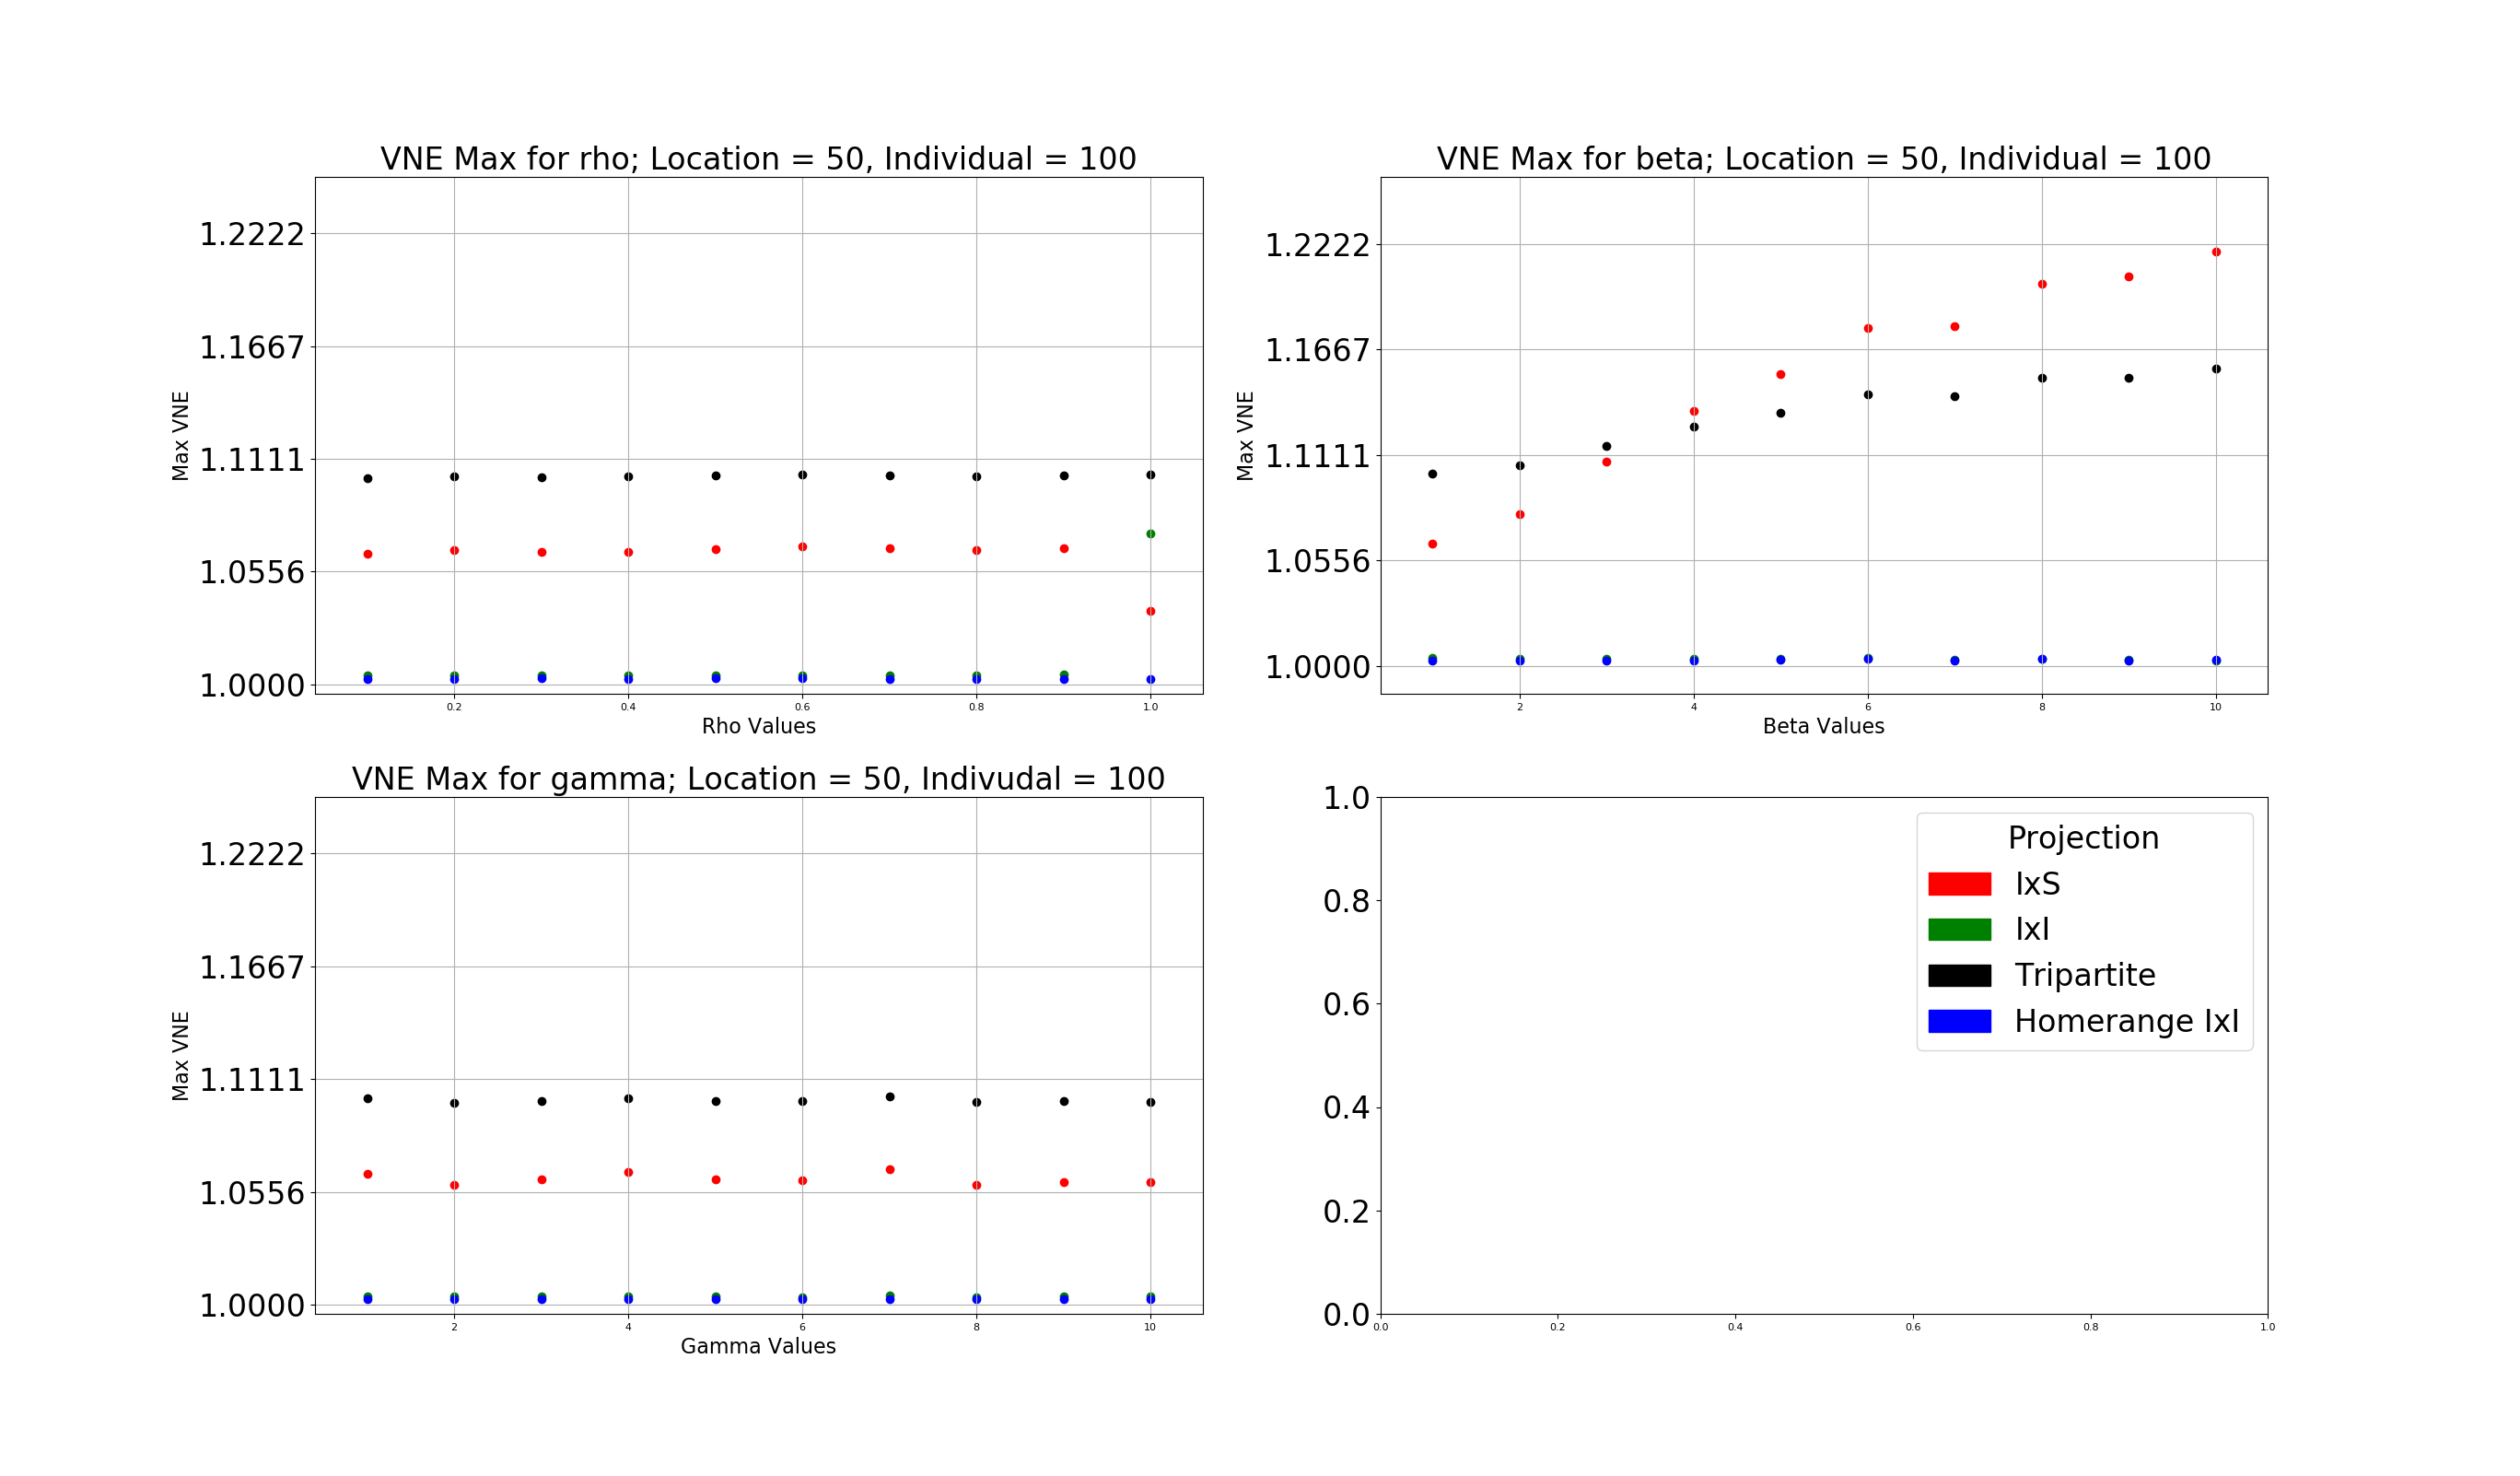 VNE Max for rho; Location = 50, Individual = 100
1.2222
1.1667
1.1111
1.0556
1.0000
Max VNE
0.2 0.4 0.6 0.8 1.0
Rho Values
VNE Max for beta; Location = 50, Individual = 100
1.2222
1.1667
1.1111
1.0556
1.0000
Max VNE
2 4 6 8 10
Beta Values
VNE Max for gamma; Location = 50, Indivudal = 100
1.2222
1.1667
1.1111
1.0556
1.0000
Max VNE
2 4 6 8 10
Gamma Values
1.0
0.8
0.6
0.4
0.2
0.0
0.0 0.2 0.4 0.6 0.8 1.0
Projection
IxS
IxI
Tripartite
Homerange IxI